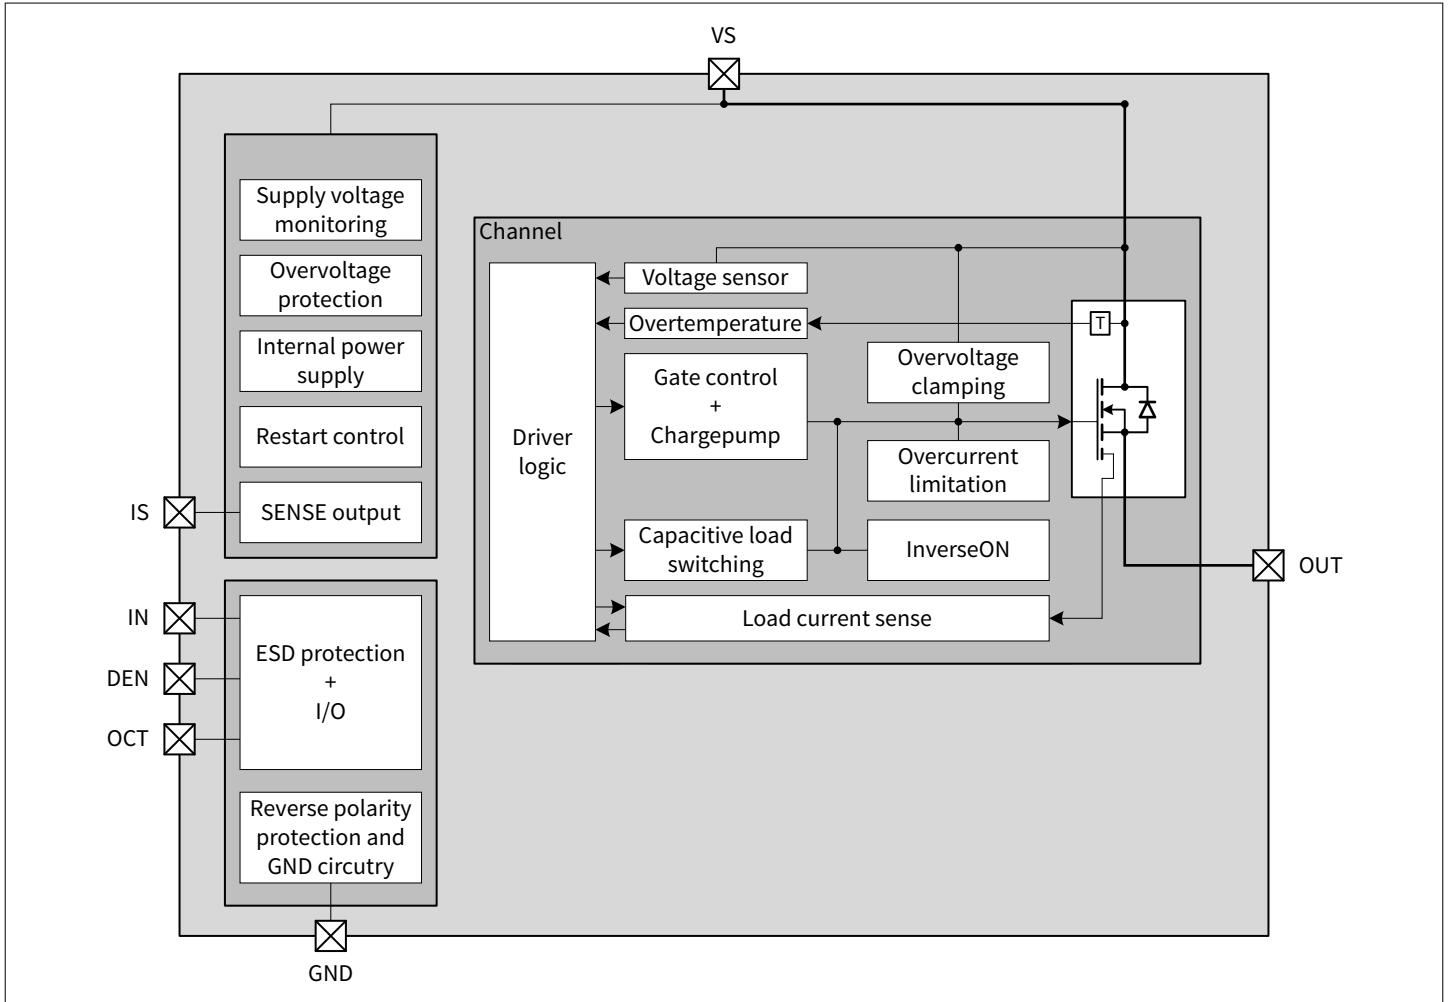 VS
Supply voltage
monitoring
Overvoltage
protection
Internal power
supply
Restart control
IS
SENSE output
Channel
Driver
logic
Voltage sensor
Overtemperature
T
Gate control
+
Chargepump
Overvoltage
clamping
Overcurrent
limitation
Capacitive load
switching
InverseON
Load current sense
OUT
IN
DEN
OCT
ESD protection
+
I/O
Reverse polarity
protection and
GND circutry
GND